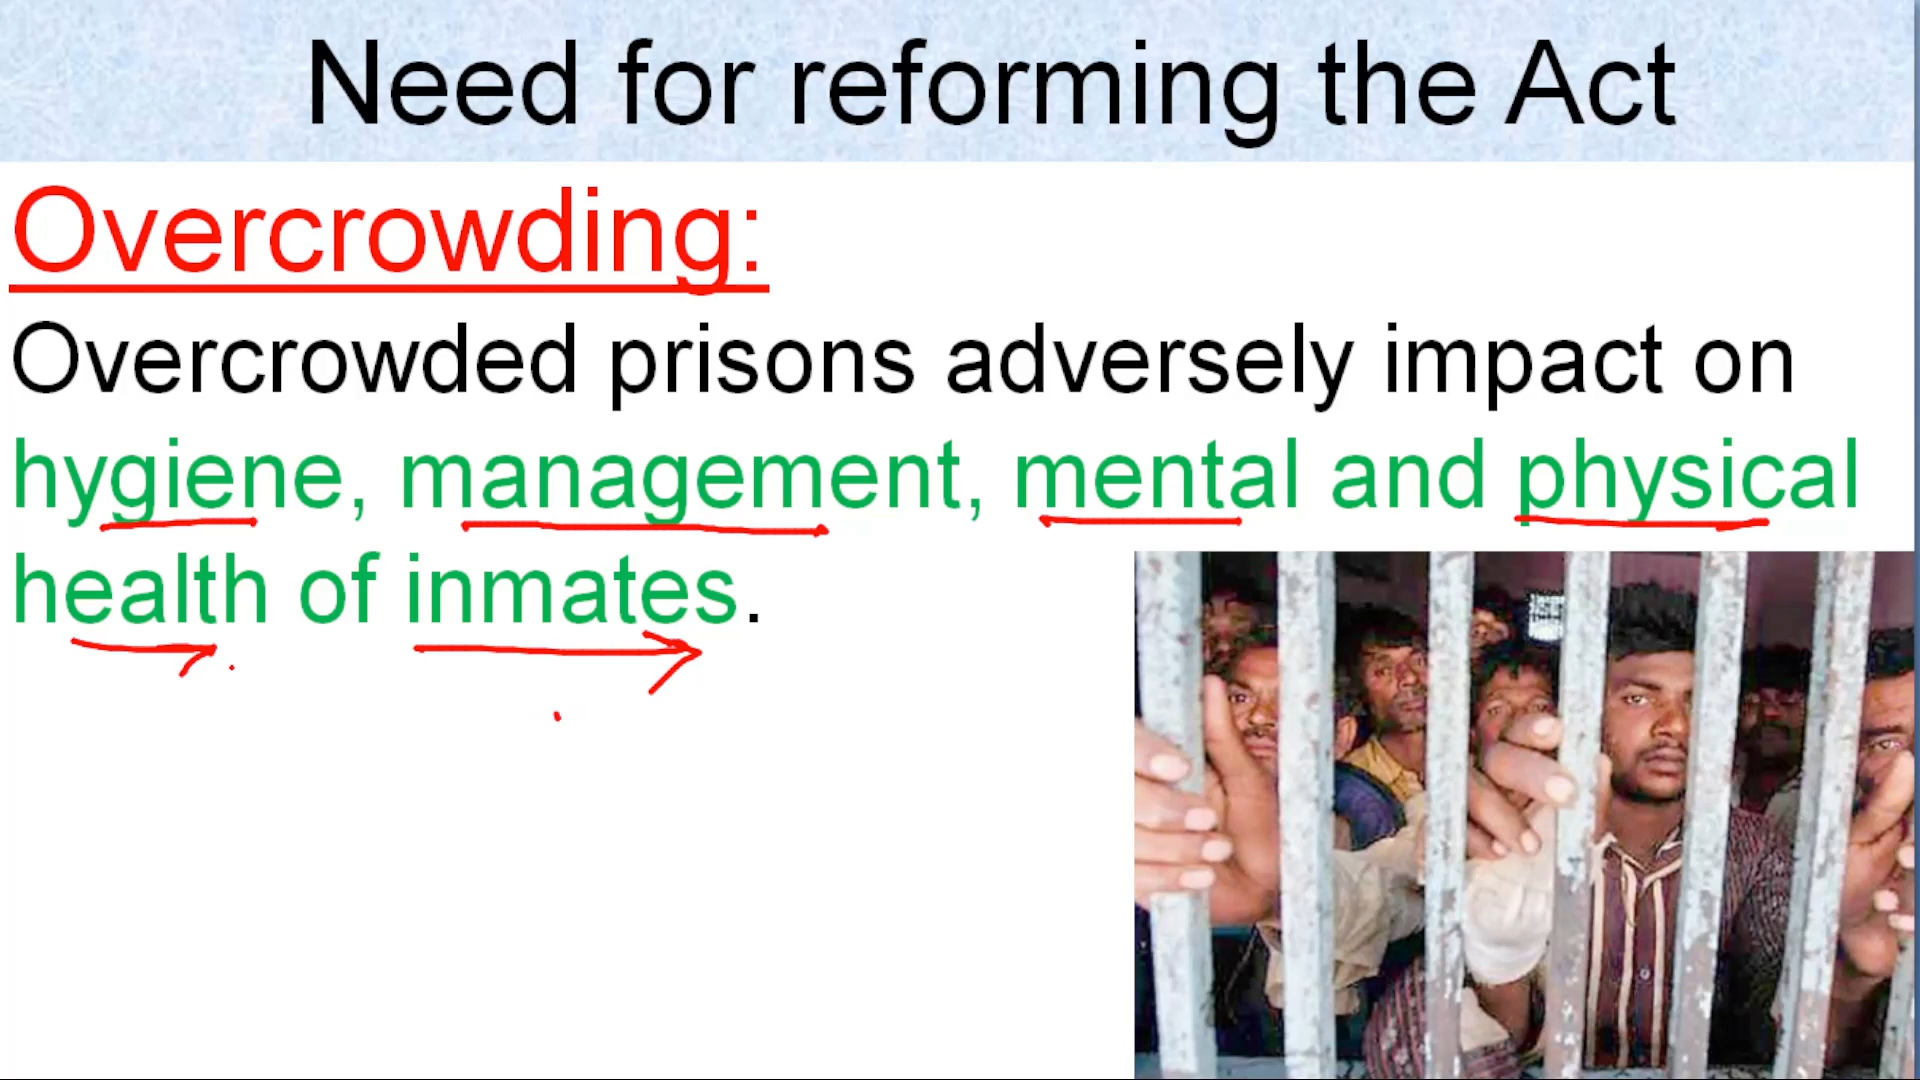 Need for reforming the Act
Overcrowding:
Overcrowded prisons adversely impact on
hygiene, management, mental and physical
health of inmates.